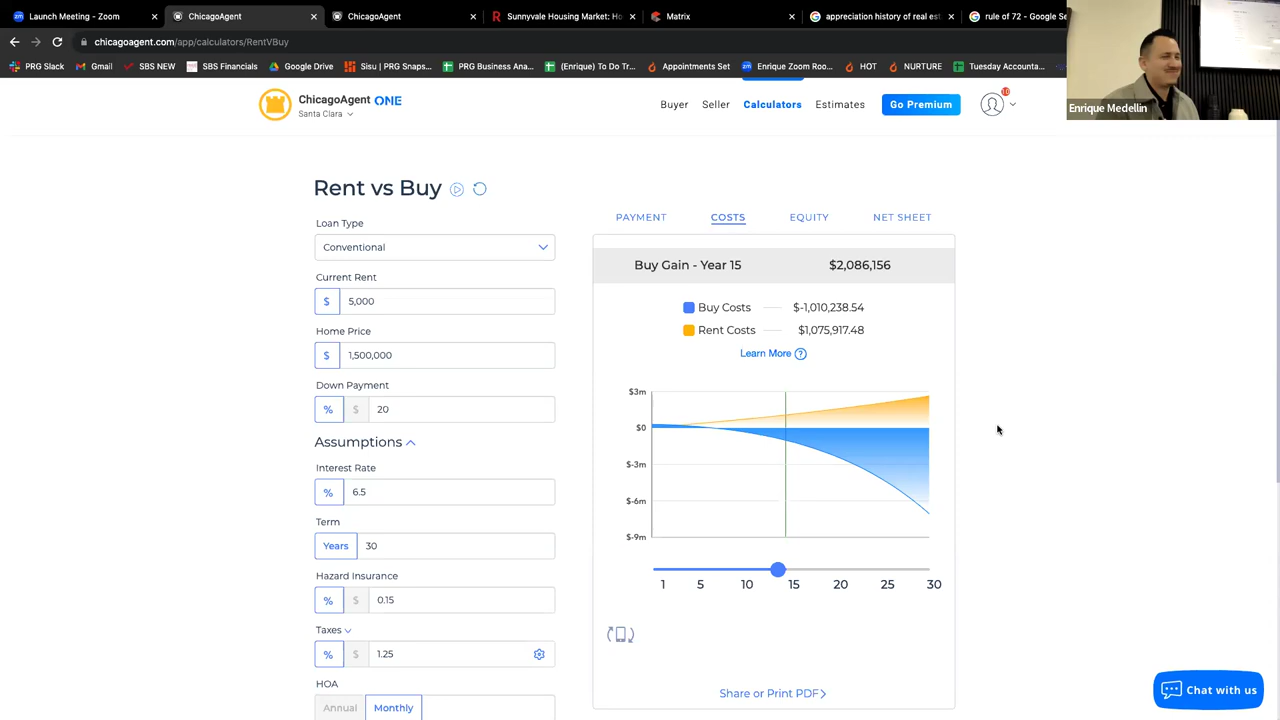 Launch Meeting - Zoom
ChicagoAgent
ChicagoAgent
Sunnyvale Housing Market: Ho
Matrix
appreciation history of real est
rule of 72 - Google Se
chicagoagent.com/app/calculators/RentVBuy
PRG Slack
Gmail
SBS NEW
SBS Financials
Google Drive
Sisu | PRG Snaps...
PRG Business Ana...
(Enrique) To Do Tr...
Appointments Set
Enrique Zoom Roo...
HOT
NURTURE
Tuesday Accounta...
Enrique Medellin
ChicagoAgent ONE
Santa Clara
Buyer
Seller
Calculators
Estimates
Go Premium
10
Rent vs Buy
Loan Type
Conventional
Current Rent
$ 5,000
Home Price
$ 1,500,000
Down Payment
% $ 20
Assumptions
Interest Rate
% 6.5
Term
Years 30
Hazard Insurance
% $ 0.15
Taxes
% $ 1.25
HOA
Annual Monthly
PAYMENT COSTS EQUITY NET SHEET
Buy Gain - Year 15 $2,086,156
Buy Costs $-1,010,238.54
Rent Costs $1,075,917.48
Learn More ?
$3m
$0
$-3m
$-6m
$-9m
1 5 10 15 20 25 30
Share or Print PDF
Chat with us